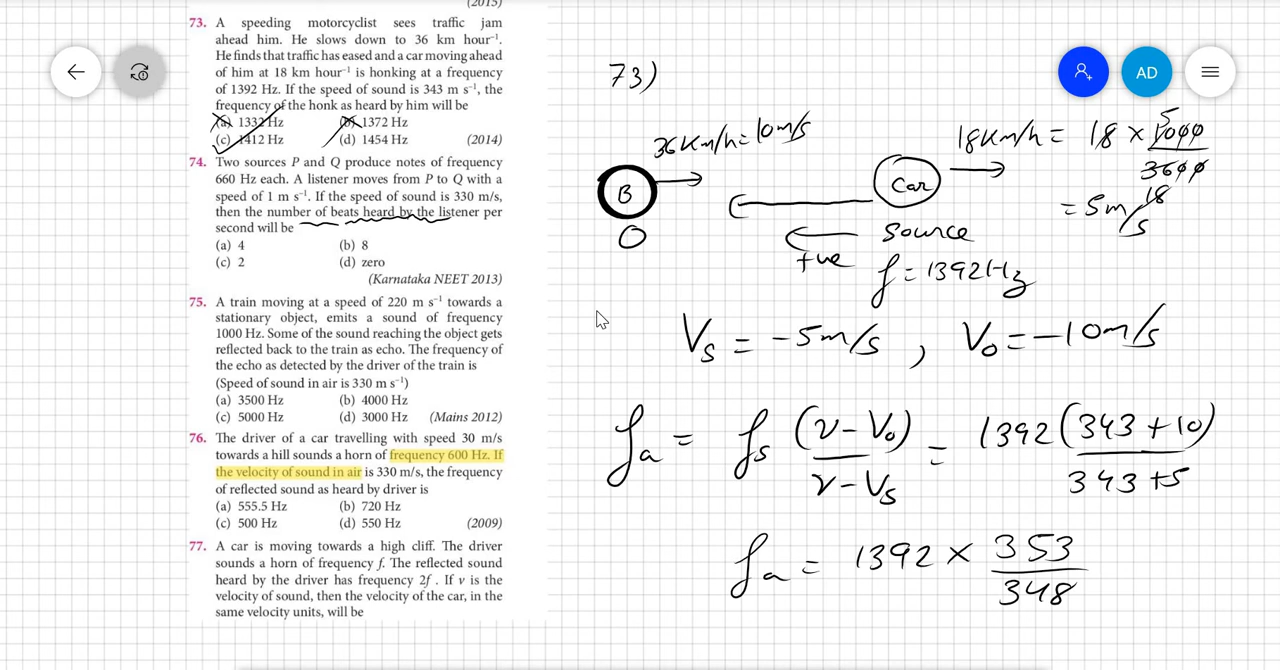 (2015)
73. A speeding motorcyclist sees traffic jam
ahead him. He slows down to 36 km hour⁻¹.
He finds that traffic has eased and a car moving ahead
of him at 18 km hour⁻¹ is honking at a frequency
of 1392 Hz. If the speed of sound is 343 m s⁻¹, the
frequency of the honk as heard by him will be
(a) 1332 Hz (b) 1372 Hz
(c) 1412 Hz (d) 1454 Hz (2014)
74. Two sources P and Q produce notes of frequency
660 Hz each. A listener moves from P to Q with a
speed of 1 m s⁻¹. If the speed of sound is 330 m/s,
then the number of beats heard by the listener per
second will be
(a) 4 (b) 8
(c) 2 (d) zero
(Karnataka NEET 2013)
75. A train moving at a speed of 220 m s⁻¹ towards a
stationary object, emits a sound of frequency
1000 Hz. Some of the sound reaching the object gets
reflected back to the train as echo. The frequency of
the echo as detected by the driver of the train is
(Speed of sound in air is 330 m s⁻¹)
(a) 3500 Hz (b) 4000 Hz
(c) 5000 Hz (d) 3000 Hz (Mains 2012)
76. The driver of a car travelling with speed 30 m/s
towards a hill sounds a horn of frequency 600 Hz. If
the velocity of sound in air is 330 m/s, the frequency
of reflected sound as heard by driver is
(a) 555.5 Hz (b) 720 Hz
(c) 500 Hz (d) 550 Hz (2009)
77. A car is moving towards a high cliff. The driver
sounds a horn of frequency f. The reflected sound
heard by the driver has frequency 2f . If v is the
velocity of sound, then the velocity of the car, in the
same velocity units, will be
AD
73)
36 Km/h = 10 m/s
18 Km/h = 18 × 5000
3600
18
= 5 m/s
B
Car
O
Source
+ve
f = 1392 Hz
Vs = -5 m/s , Vo = -10 m/s
fa = fs (v - Vo) = 1392 (343 + 10)
v - Vs
343 + 5
fa = 1392 × 353
348